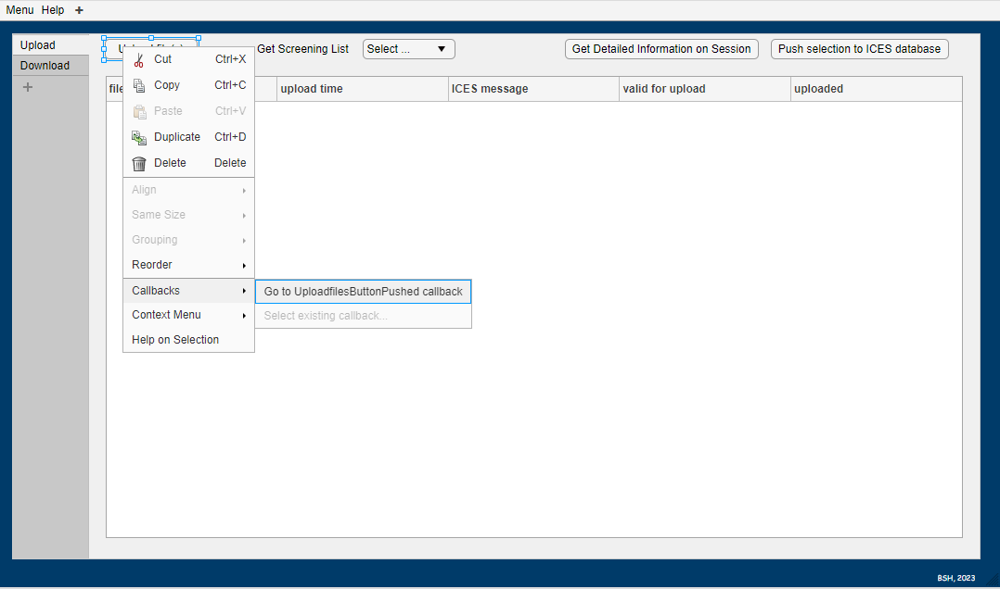 Menu Help +
Upload
Download
Get Screening List
Select ...
Get Detailed Information on Session
Push selection to ICES database
file
upload time
ICES message
valid for upload
uploaded
Cut Ctrl+X
Copy Ctrl+C
Paste Ctrl+V
Duplicate Ctrl+D
Delete Delete
Align
Same Size
Grouping
Reorder
Callbacks
Go to UploadfilesButtonPushed callback
Select existing callback...
Context Menu
Help on Selection
BSH, 2023